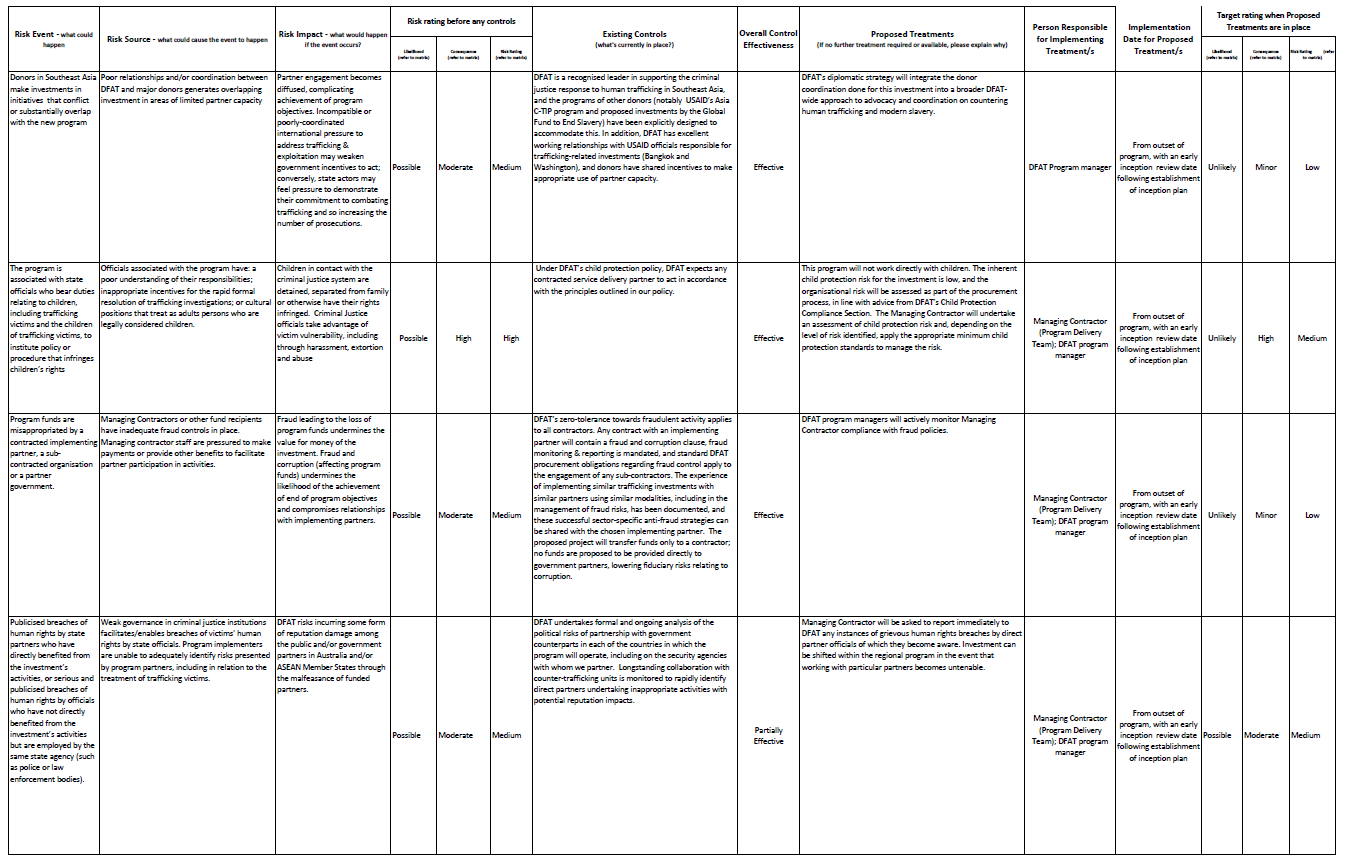 Risk Event - what could
happen
Risk Source - what could cause the event to happen
Risk Impact - what would happen
if the event occurs?
Risk rating before any controls
Likelihood
(refer to matrix)
Consequence
(refer to matrix)
Risk Rating
(refer to matrix)
Existing Controls
(what's currently in place?)
Overall Control
Effectiveness
Proposed Treatments
(If no further treatment required or available, please explain why)
Person Responsible
for Implementing
Treatment/s
Implementation
Date for Proposed
Treatment/s
Target rating when Proposed
Treatments are in place
Likelihood
(refer to matrix)
Consequence
(refer to matrix)
Risk Rating (refer
to matrix)
Donors in Southeast Asia
make investments in
initiatives that conflict
or substantially overlap
with the new program
Poor relationships and/or coordination between
DFAT and major donors generates overlapping
investment in areas of limited partner capacity
Partner engagement becomes
diffused, complicating
achievement of program
objectives. Incompatible or
poorly-coordinated
international pressure to
address trafficking &
exploitation may weaken
government incentives to act;
conversely, state actors may
feel pressure to demonstrate
their commitment to combating
trafficking and so increasing the
number of prosecutions.
Possible
Moderate
Medium
DFAT is a recognised leader in supporting the criminal
justice response to human trafficking in Southeast Asia,
and the programs of other donors (notably USAID's Asia
C-TIP program and proposed investments by the Global
Fund to End Slavery) have been explicitly designed to
accommodate this. In addition, DFAT has excellent
working relationships with USAID officials responsible for
trafficking-related investments (Bangkok and
Washington), and donors have shared incentives to make
appropriate use of partner capacity.
Effective
DFAT's diplomatic strategy will integrate the donor
coordination done for this investment into a broader DFAT-
wide approach to advocacy and coordination on countering
human trafficking and modern slavery.
DFAT Program manager
From outset of
program, with an early
inception review date
following establishment
of inception plan
Unlikely
Minor
Low
The program is
associated with state
officials who bear duties
relating to children,
including trafficking
victims and the children
of trafficking victims, to
institute policy or
procedure that infringes
children's rights
Officials associated with the program have: a
poor understanding of their responsibilities;
inappropriate incentives for the rapid formal
resolution of trafficking investigations; or cultural
positions that treat as adults persons who are
legally considered children.
Children in contact with the
criminal justice system are
detained, separated from family
or otherwise have their rights
infringed. Criminal Justice
officials take advantage of
victim vulnerability, including
through harassment, extortion
and abuse
Possible
High
High
Under DFAT's child protection policy, DFAT expects any
contracted service delivery partner to act in accordance
with the principles outlined in our policy.
Effective
This program will not work directly with children. The inherent
child protection risk for the investment is low, and the
organisational risk will be assessed as part of the procurement
process, in line with advice from DFAT's Child Protection
Compliance Section. The Managing Contractor will undertake
an assessment of child protection risk and, depending on the
level of risk identified, apply the appropriate minimum child
protection standards to manage the risk.
Managing Contractor
(Program Delivery
Team); DFAT program
manager
From outset of
program, with an early
inception review date
following establishment
of inception plan
Unlikely
High
Medium
Program funds are
misappropriated by a
contracted implementing
partner, a sub-
contracted organisation
or a partner
government.
Managing Contractors or other fund recipients
have inadequate fraud controls in place.
Managing contractor staff are pressured to make
payments or provide other benefits to facilitate
partner participation in activities.
Fraud leading to the loss of
program funds undermines the
value for money of the
investment. Fraud and
corruption (affecting program
funds) undermines the
likelihood of the achievement
of end of program objectives
and compromises relationships
with implementing partners.
Possible
Moderate
Medium
DFAT's zero-tolerance towards fraudulent activity applies
to all contractors. Any contract with an implementing
partner will contain a fraud and corruption clause, fraud
monitoring & reporting is mandated, and standard DFAT
procurement obligations regarding fraud control apply to
the engagement of any sub-contractors. The experience
of implementing similar trafficking investments with
similar partners using similar modalities, including in the
management of fraud risks, has been documented, and
these successful sector-specific anti-fraud strategies can
be shared with the chosen implementing partner. The
proposed project will transfer funds only to a contractor;
no funds are proposed to be provided directly to
government partners, lowering fiduciary risks relating to
corruption.
Effective
DFAT program managers will actively monitor Managing
Contractor compliance with fraud policies.
Managing Contractor
(Program Delivery
Team); DFAT program
manager
From outset of
program, with an early
inception review date
following establishment
of inception plan
Unlikely
Minor
Low
Publicised breaches of
human rights by state
partners who have
directly benefited from
the investment's
activities, or serious and
publicised breaches of
human rights by officials
who have not directly
benefited from the
investment's activities
but are employed by the
same state agency (such
as police or law
enforcement bodies).
Weak governance in criminal justice institutions
facilitates/enables breaches of victims' human
rights by state officials. Program implementers
are unable to adequately identify risks presented
by program partners, including in relation to the
treatment of trafficking victims.
DFAT risks incurring some form
of reputation damage among
the public and/or government
partners in Australia and/or
ASEAN Member States through
the malfeasance of funded
partners.
Possible
Moderate
Medium
DFAT undertakes formal and ongoing analysis of the
political risks of partnership with government
counterparts in each of the countries in which the
program will operate, including on the security agencies
with whom we partner. Longstanding collaboration with
counter-trafficking units is monitored to rapidly identify
direct partners undertaking inappropriate activities with
potential reputation impacts.
Partially
Effective
Managing Contractor will be asked to report immediately to
DFAT any instances of grievous human rights breaches by direct
partner officials of which they become aware. Investment can
be shifted within the regional program in the event that
working with particular partners becomes untenable.
Managing Contractor
(Program Delivery
Team); DFAT program
manager
From outset of
program, with an early
inception review date
following establishment
of inception plan
Possible
Moderate
Medium